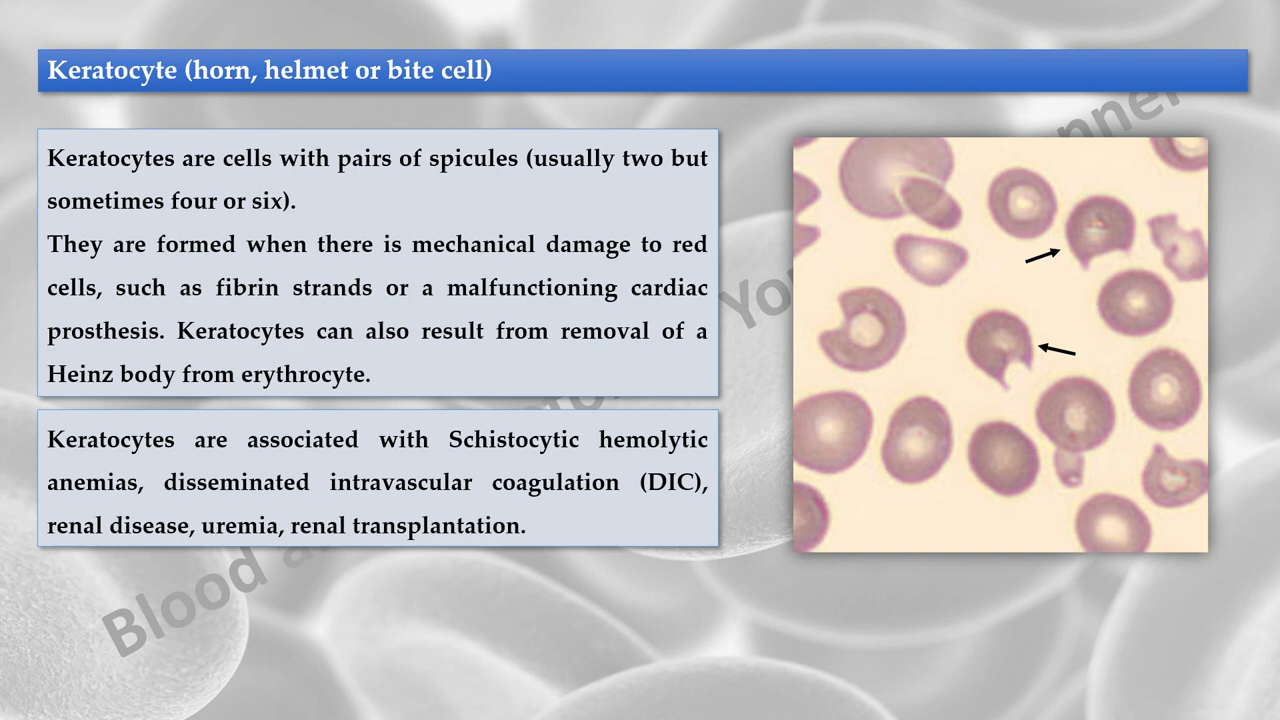 Keratocyte (horn, helmet or bite cell)
Keratocytes are cells with pairs of spicules (usually two but
sometimes four or six).
They are formed when there is mechanical damage to red
cells, such as fibrin strands or a malfunctioning cardiac
prosthesis. Keratocytes can also result from removal of a
Heinz body from erythrocyte.
Keratocytes are associated with Schistocytic hemolytic
anemias, disseminated intravascular coagulation (DIC),
renal disease, uremia, renal transplantation.
Blood